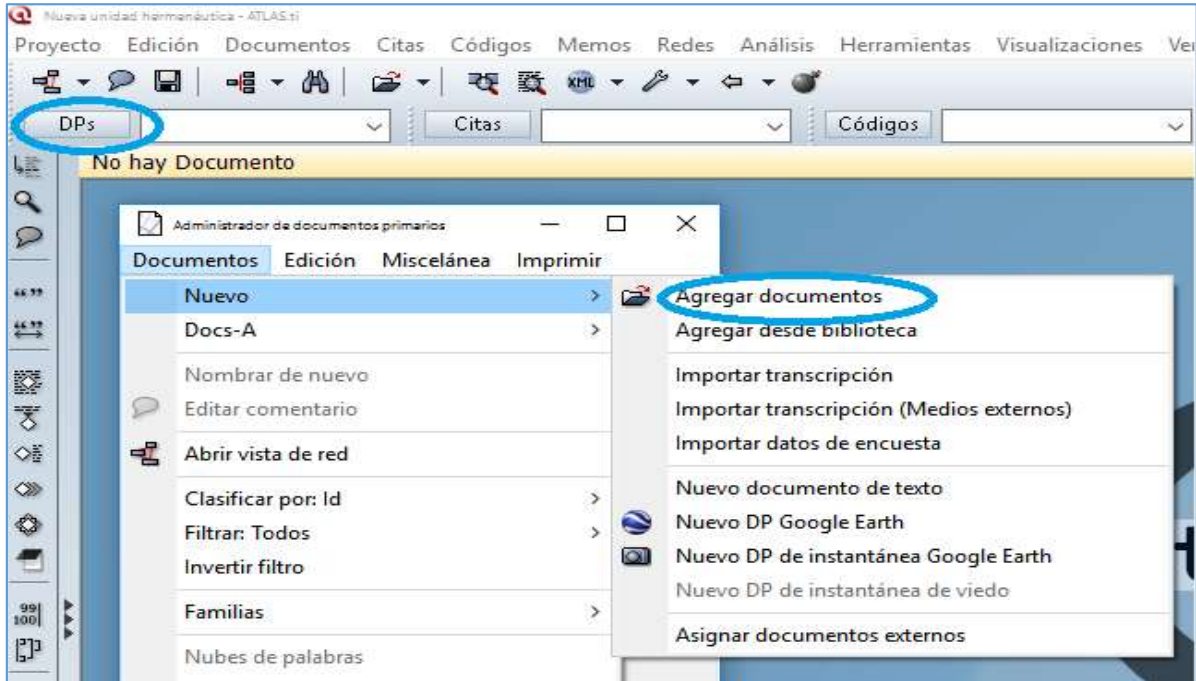 Nueva unidad hermenéutica - ATLAS.ti
Proyecto Edición Documentos Citas Códigos Memos Redes Análisis Herramientas Visualizaciones Ve
XML
DPs Citas Códigos
No hay Documento
Administrador de documentos primarios
Documentos Edición Miscelánea Imprimir
Nuevo
Docs-A
Nombrar de nuevo
Editar comentario
Abrir vista de red
Clasificar por: Id
Filtrar: Todos
Invertir filtro
Familias
Nubes de palabras
Agregar documentos
Agregar desde biblioteca
Importar transcripción
Importar transcripción (Medios externos)
Importar datos de encuesta
Nuevo documento de texto
Nuevo DP Google Earth
Nuevo DP de instantánea Google Earth
Nuevo DP de instantánea de viedo
Asignar documentos externos
99
100
t